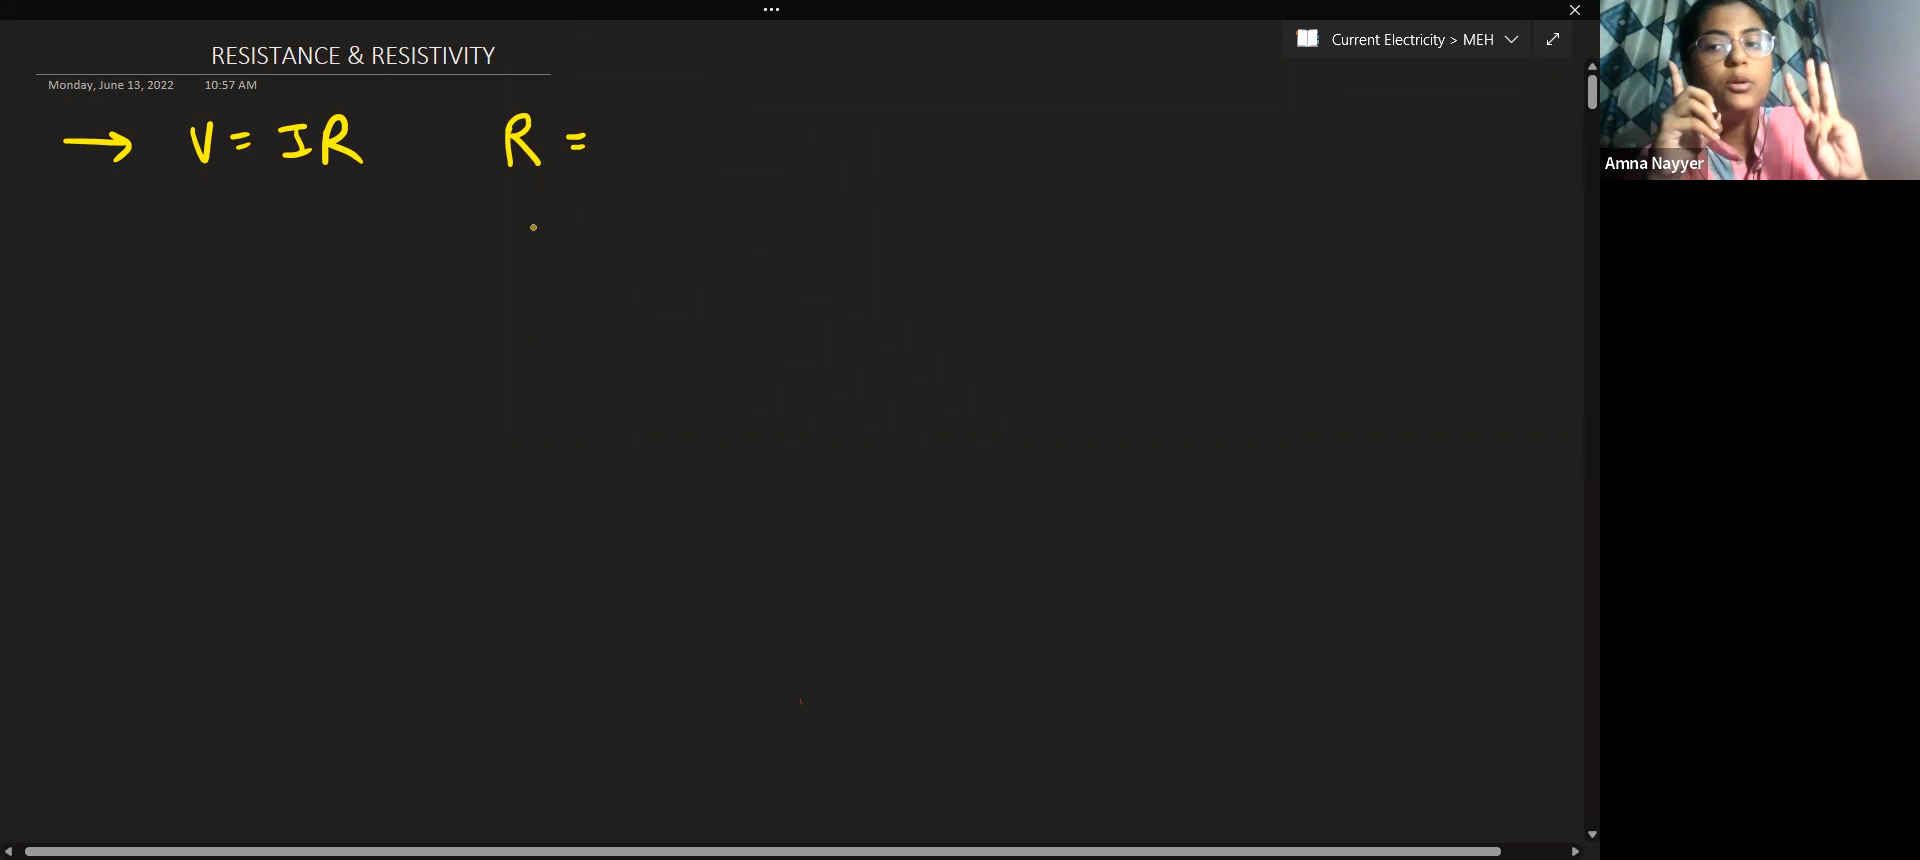 RESISTANCE & RESISTIVITY
Current Electricity > MEH
Monday, June 13, 2022 10:57 AM
→ V = IR R =
Amna Nayyer